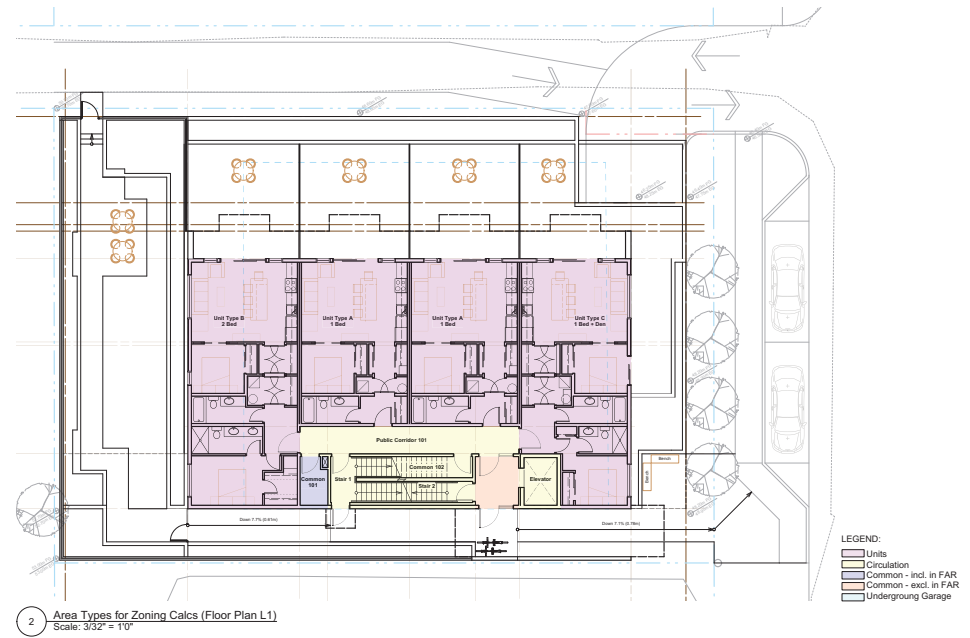 Unit Type B
2 Bed
Unit Type A
1 Bed
Unit Type A
1 Bed
Unit Type C
1 Bed + Den
Public Corridor 101
Common
101
Stair 1
Common 102
Stair 2
Elevator
Bench
Bench
Down 7.7% (0.61m)
Down 7.7% (0.78m)
LEGEND:
Units
Circulation
Common - incl. in FAR
Common - excl. in FAR
Undergroung Garage
2
Area Types for Zoning Calcs (Floor Plan L1)
Scale: 3/32" = 1'0"